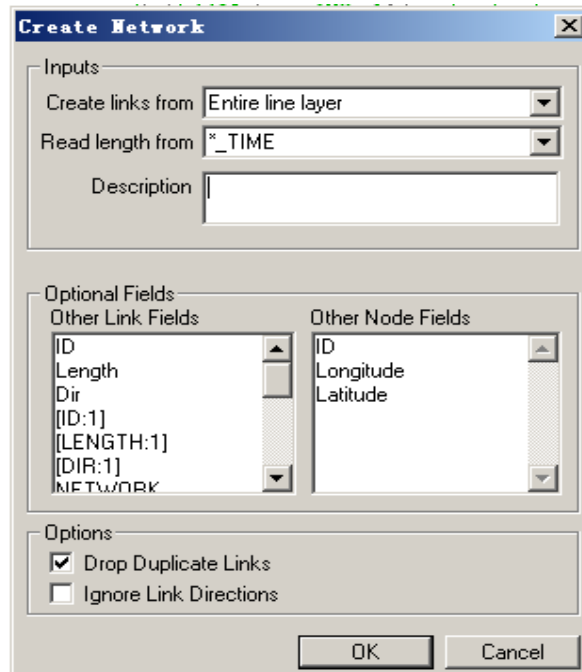 Create Network
Inputs
Create links from Entire line layer
Read length from *_TIME
Description
Optional Fields
Other Link Fields
ID
Length
Dir
[ID:1]
[LENGTH:1]
[DIR:1]
NETWORK
Other Node Fields
ID
Longitude
Latitude
Options
Drop Duplicate Links
Ignore Link Directions
OK Cancel